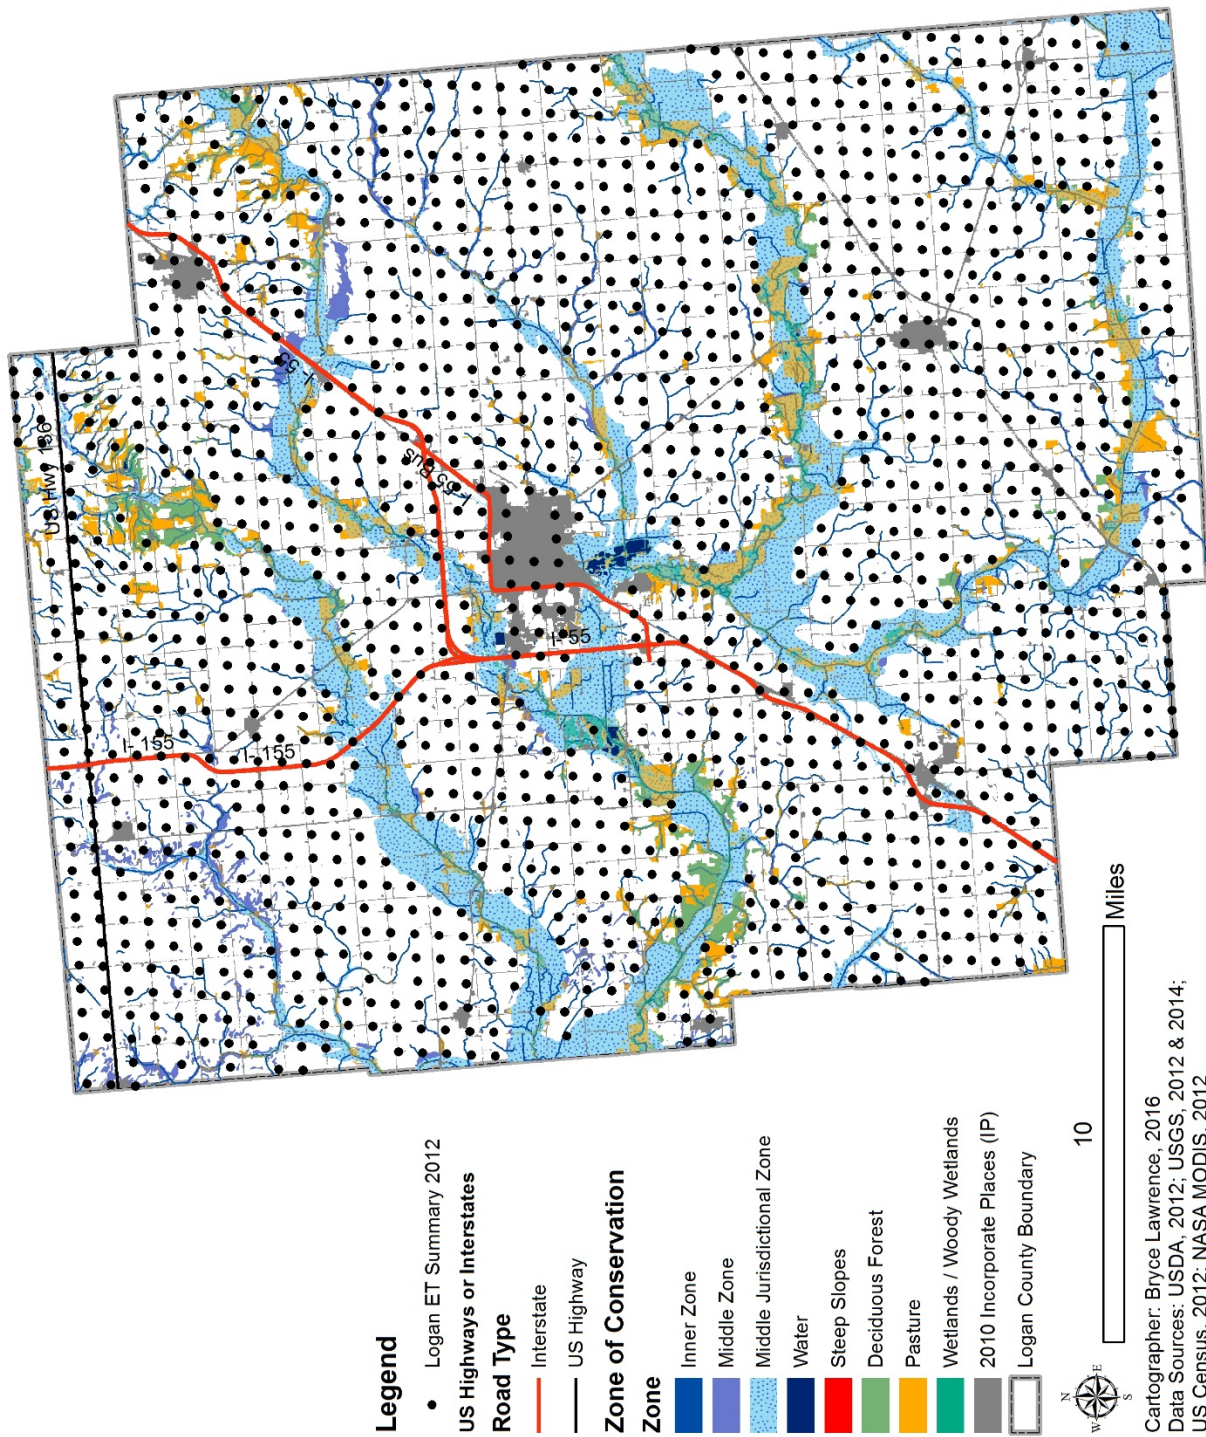 US Hwy 136
I- 155
I- 155
I- 55
I-55 Bus
I- 55
Legend
Logan ET Summary 2012
US Highways or Interstates
Road Type
Interstate
US Highway
Zone of Conservation
Zone
Inner Zone
Middle Zone
Middle Jurisdictional Zone
Water
Steep Slopes
Deciduous Forest
Pasture
Wetlands / Woody Wetlands
2010 Incorporate Places (IP)
Logan County Boundary
N
W E
S
10
Miles
Cartographer: Bryce Lawrence, 2016
Data Sources: USDA, 2012; USGS, 2012 & 2014;
US Census, 2012; NASA MODIS, 2012